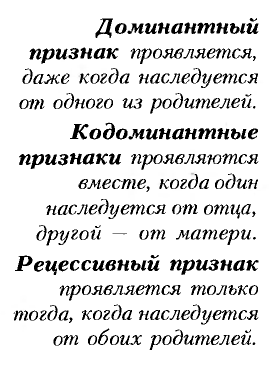 Доминантный
признак проявляется,
даже когда наследуется
от одного из родителей.
Кодоминантные
признаки проявляются
вместе, когда один
наследуется от отца,
другой — от матери.
Рецессивный признак
проявляется только
тогда, когда наследуется
от обоих родителей.